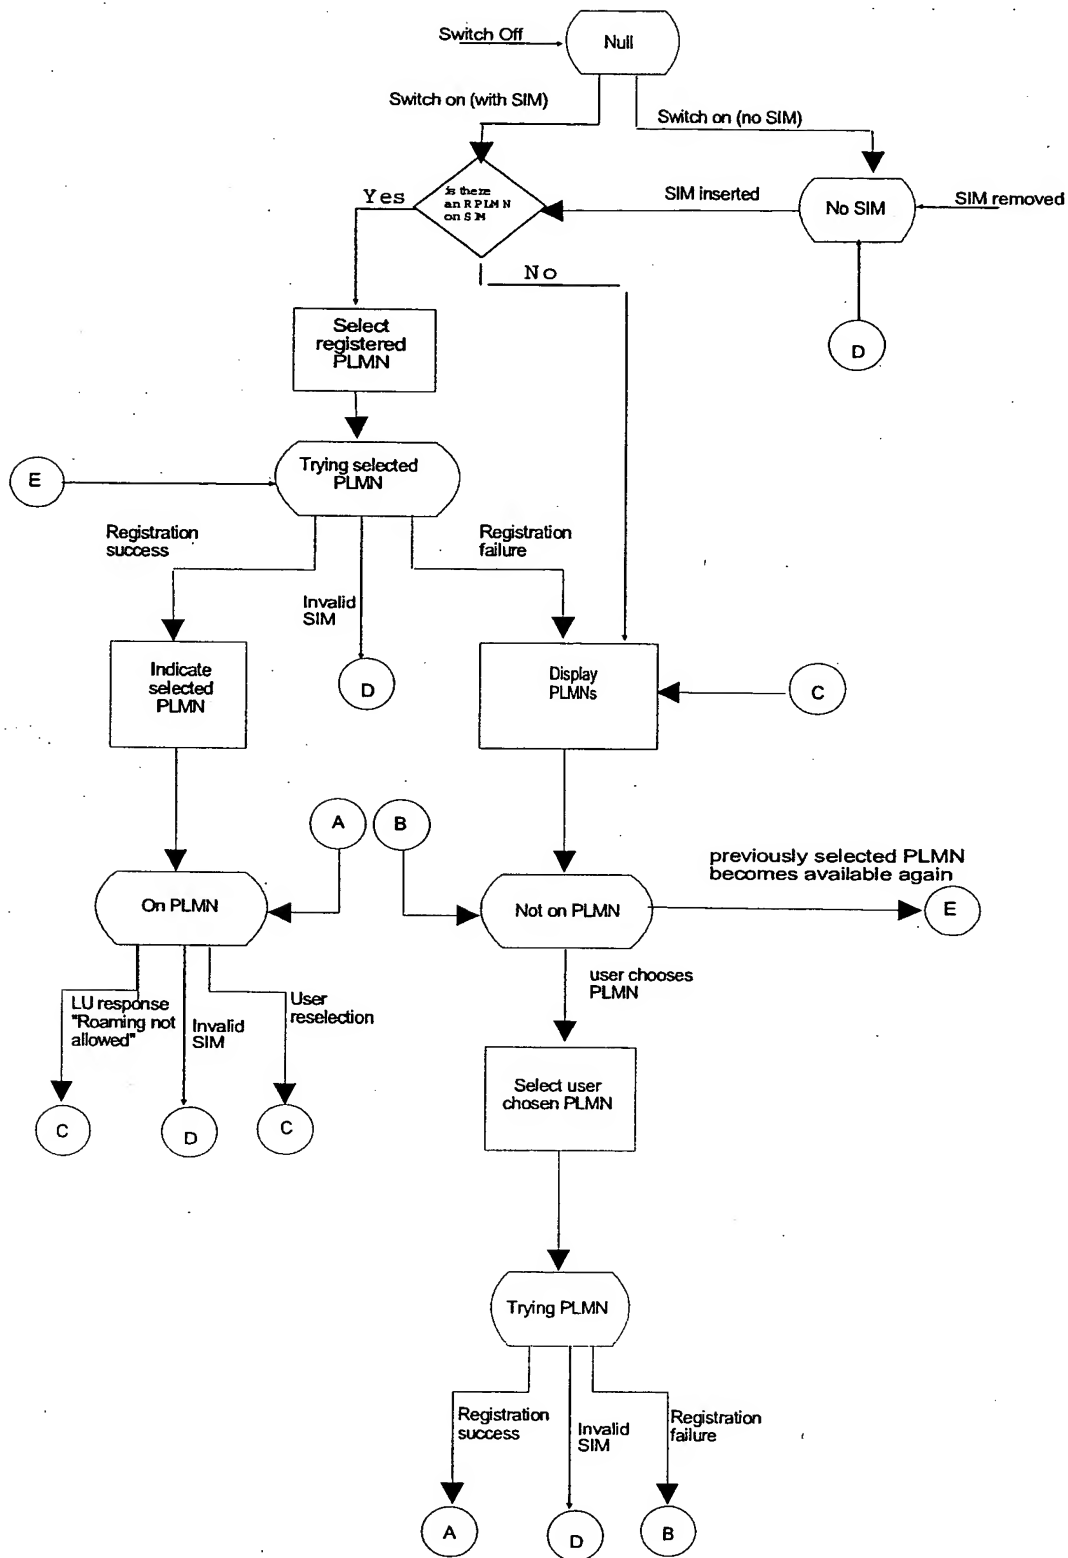 Switch Off
Null
Switch on (with SIM)
Switch on (no SIM)
is there
an RPLMN
on SIM
Yes
SIM inserted
No SIM
SIM removed
No
D
Select
registered
PLMN
E
Trying selected
PLMN
Registration
success
Invalid
SIM
Registration
failure
Indicate
selected
PLMN
D
Display
PLMNs
C
A
B
previously selected PLMN
becomes available again
On PLMN
Not on PLMN
E
LU response
"Roaming not
allowed"
Invalid
SIM
User
reselection
user chooses
PLMN
C
D
C
Select user
chosen PLMN
Trying PLMN
Registration
success
Invalid
SIM
Registration
failure
A
D
B